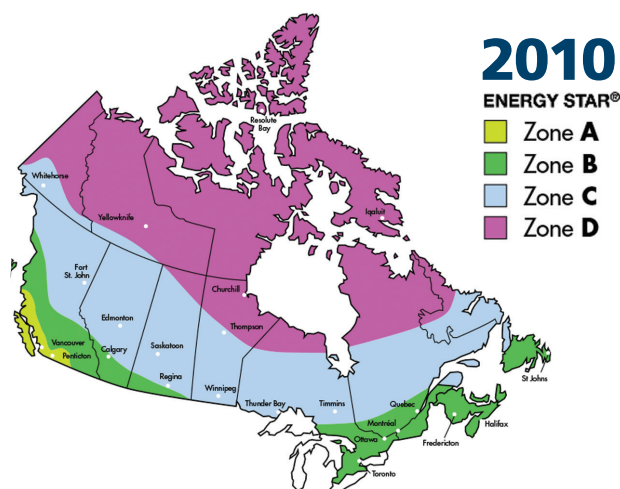 2010
ENERGY STAR®
Zone A
Zone B
Zone C
Zone D
Resolute
Bay
Whitehorse
Yellowknife
Iqaluit
Fort
St. John
Churchill
Edmonton
Thompson
Vancouver
Calgary
Saskatoon
Penticton
Regina
Winnipeg
Thunder Bay
Timmins
Quebec
St Johns
Montréal
Halifax
Ottawa
Fredericton
Toronto